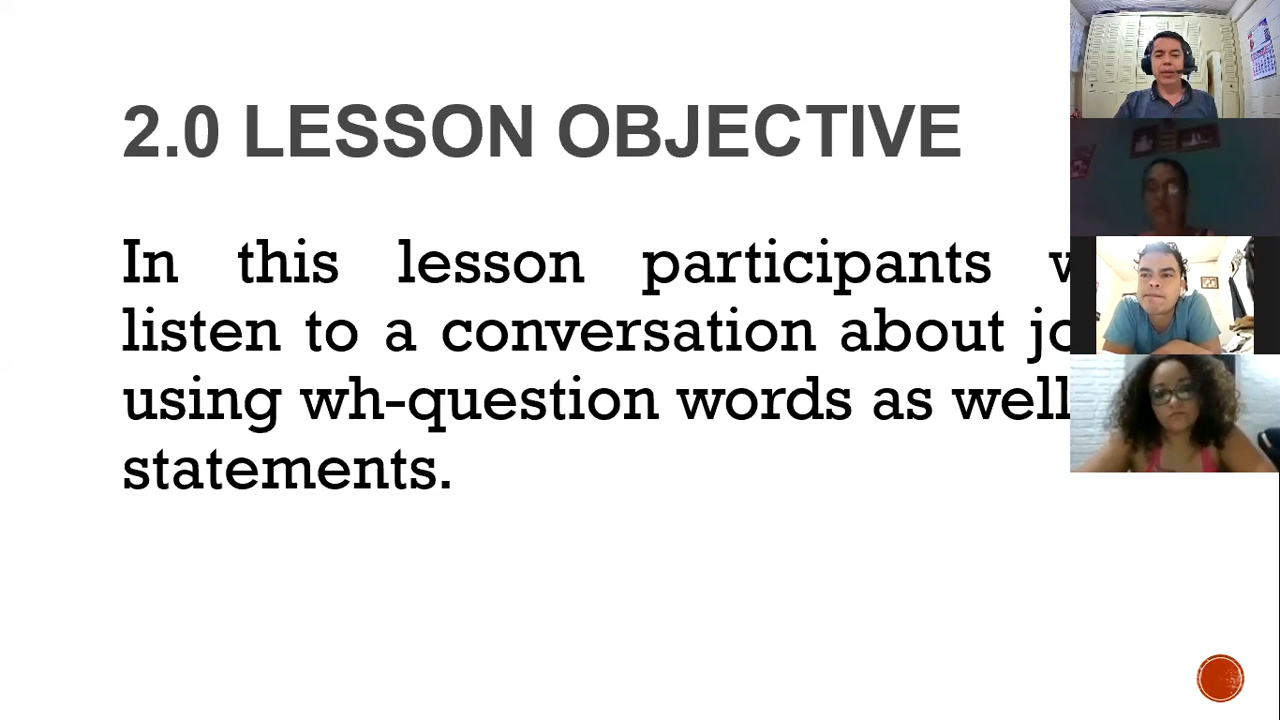 2.0 LESSON OBJECTIVE
In this lesson participants
listen to a conversation about
using wh-question words as well
statements.